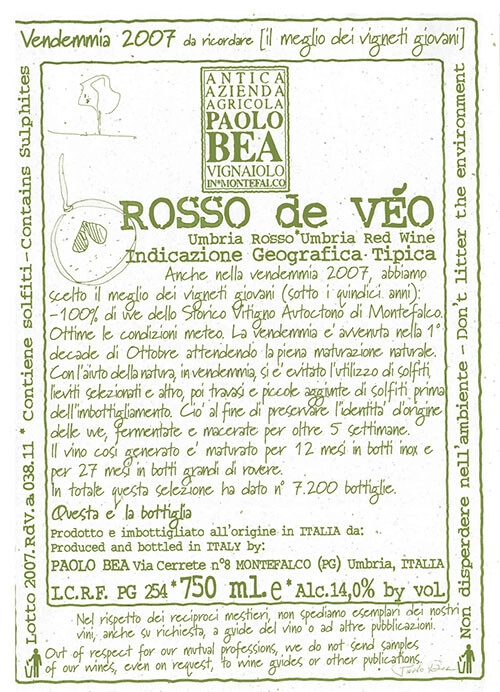 Vendemmia 2007 da ricordare [il meglio dei vigneti giovani]
ANTICA
AZIENDA
AGRICOLA
PAOLO
BEA
VIGNAIOLO
IN*MONTEFALCO
ROSSO de VÉO
Umbria Rosso*Umbria Red Wine
Indicazione Geografica·Tipica
Anche nella vendemmia 2007, abbiamo
scelto il meglio dei vigneti giovani (sotto i quindici anni):
-100% di uve dello Storico Vitigno Autoctono di Montefalco.
Ottime le condizioni meteo. La vendemmia e' avvenuta nella 1°
decade di Ottobre attendendo la piena maturazione naturale.
Con l'aiuto della natura, in vendemmia, si e' evitato l'utilizzo di solfiti,
lieviti selezionati e altro, poi travasi e piccole aggiunte di solfiti prima
dell'imbottigliamento. Cio' al fine di preservare l'identita' d'origine
delle uve, fermentate e macerate per oltre 5 settimane.
Il vino cosi generato e' maturato per 12 mesi in botti inox e
per 27 mesi in botti grandi di rovere.
In totale questa selezione ha dato n° 7.200 bottiglie.
Questa e' la bottiglia
Prodotto e imbottigliato all'origine in ITALIA da:
Produced and bottled in ITALY by:
PAOLO BEA Via Cerrete n°8 MONTEFALCO (PG) Umbria, ITALIA
I.C.R.F. PG 254*750 ml.e*Alc.14,0% by vol
Nel rispetto dei reciproci mestieri, non spediamo esemplari dei nostri
vini, anche su richiesta, a guide del vino o ad altre pubblicazioni.
Out of respect for our mutual professions, we do not send samples
of our wines, even on request, to wine guides or other publications.
Lotto 2007.RdV.a.038.11 * Contiene solfiti-Contains Sulphites
Non disperdere nell'ambiente - Don't litter the environment